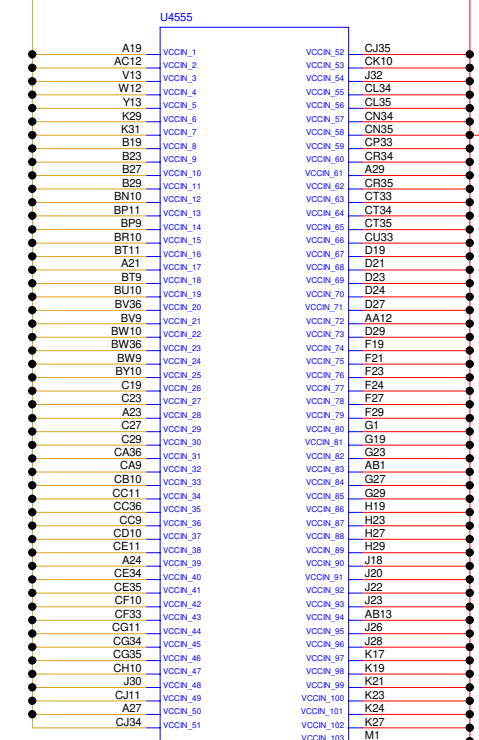 U4555
A19 VCCIN_1 VCCIN_52 CJ35
AC12 VCCIN_2 VCCIN_53 CK10
V13 VCCIN_3 VCCIN_54 J32
W12 VCCIN_4 VCCIN_55 CL34
Y13 VCCIN_5 VCCIN_56 CL35
K29 VCCIN_6 VCCIN_57 CN34
K31 VCCIN_7 VCCIN_58 CN35
B19 VCCIN_8 VCCIN_59 CP33
B23 VCCIN_9 VCCIN_60 CR34
B27 VCCIN_10 VCCIN_61 A29
B29 VCCIN_11 VCCIN_62 CR35
BN10 VCCIN_12 VCCIN_63 CT33
BP11 VCCIN_13 VCCIN_64 CT34
BP9 VCCIN_14 VCCIN_65 CT35
BR10 VCCIN_15 VCCIN_66 CU33
BT11 VCCIN_16 VCCIN_67 D19
A21 VCCIN_17 VCCIN_68 D21
BT9 VCCIN_18 VCCIN_69 D23
BU10 VCCIN_19 VCCIN_70 D24
BV36 VCCIN_20 VCCIN_71 D27
BV9 VCCIN_21 VCCIN_72 AA12
BW10 VCCIN_22 VCCIN_73 D29
BW36 VCCIN_23 VCCIN_74 F19
BW9 VCCIN_24 VCCIN_75 F21
BY10 VCCIN_25 VCCIN_76 F23
C19 VCCIN_26 VCCIN_77 F24
C23 VCCIN_27 VCCIN_78 F27
A23 VCCIN_28 VCCIN_79 F29
C27 VCCIN_29 VCCIN_80 G1
C29 VCCIN_30 VCCIN_81 G19
CA36 VCCIN_31 VCCIN_82 G23
CA9 VCCIN_32 VCCIN_83 AB1
CB10 VCCIN_33 VCCIN_84 G27
CC11 VCCIN_34 VCCIN_85 G29
CC36 VCCIN_35 VCCIN_86 H19
CC9 VCCIN_36 VCCIN_87 H23
CD10 VCCIN_37 VCCIN_88 H27
CE11 VCCIN_38 VCCIN_89 H29
A24 VCCIN_39 VCCIN_90 J18
CE34 VCCIN_40 VCCIN_91 J20
CE35 VCCIN_41 VCCIN_92 J22
CF10 VCCIN_42 VCCIN_93 J23
CF33 VCCIN_43 VCCIN_94 AB13
CG11 VCCIN_44 VCCIN_95 J26
CG34 VCCIN_45 VCCIN_96 J28
CG35 VCCIN_46 VCCIN_97 K17
CH10 VCCIN_47 VCCIN_98 K19
J30 VCCIN_48 VCCIN_99 K21
CJ11 VCCIN_49 VCCIN_100 K23
A27 VCCIN_50 VCCIN_101 K24
CJ34 VCCIN_51 VCCIN_102 K27
VCCIN_103 M1